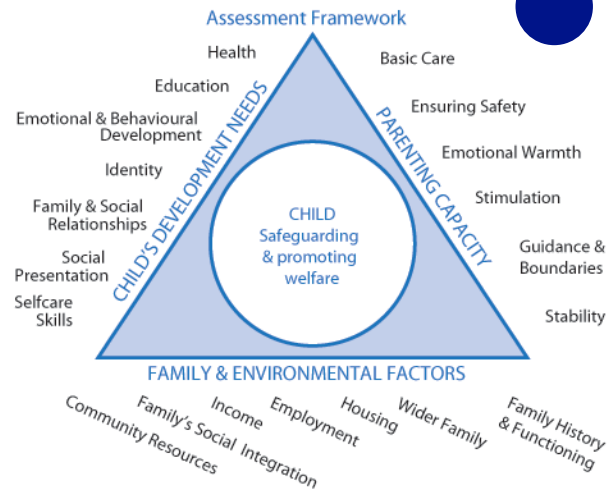 Assessment Framework
Health
Education
Emotional & Behavioural
Development
Identity
Family & Social
Relationships
Social
Presentation
Selfcare
Skills
CHILD'S DEVELOPMENT NEEDS
CHILD
Safeguarding
& promoting
welfare
PARENTING CAPACITY
Basic Care
Ensuring Safety
Emotional Warmth
Stimulation
Guidance &
Boundaries
Stability
FAMILY & ENVIRONMENTAL FACTORS
Community Resources
Family's Social Integration
Income
Employment
Housing
Wider Family
Family History
& Functioning